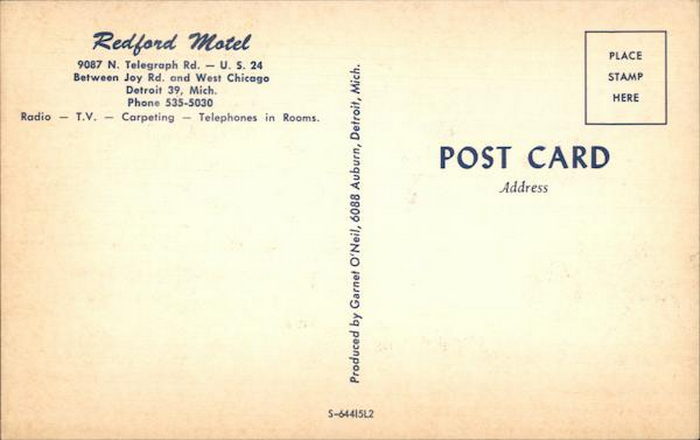 Redford Motel
9087 N. Telegraph Rd. — U. S. 24
Between Joy Rd. and West Chicago
Detroit 39, Mich.
Phone 535-5030
Radio — T.V. — Carpeting — Telephones in Rooms.
Produced by Garnet O'Neil, 6088 Auburn, Detroit, Mich.
PLACE
STAMP
HERE
POST CARD
Address
S-64415L2